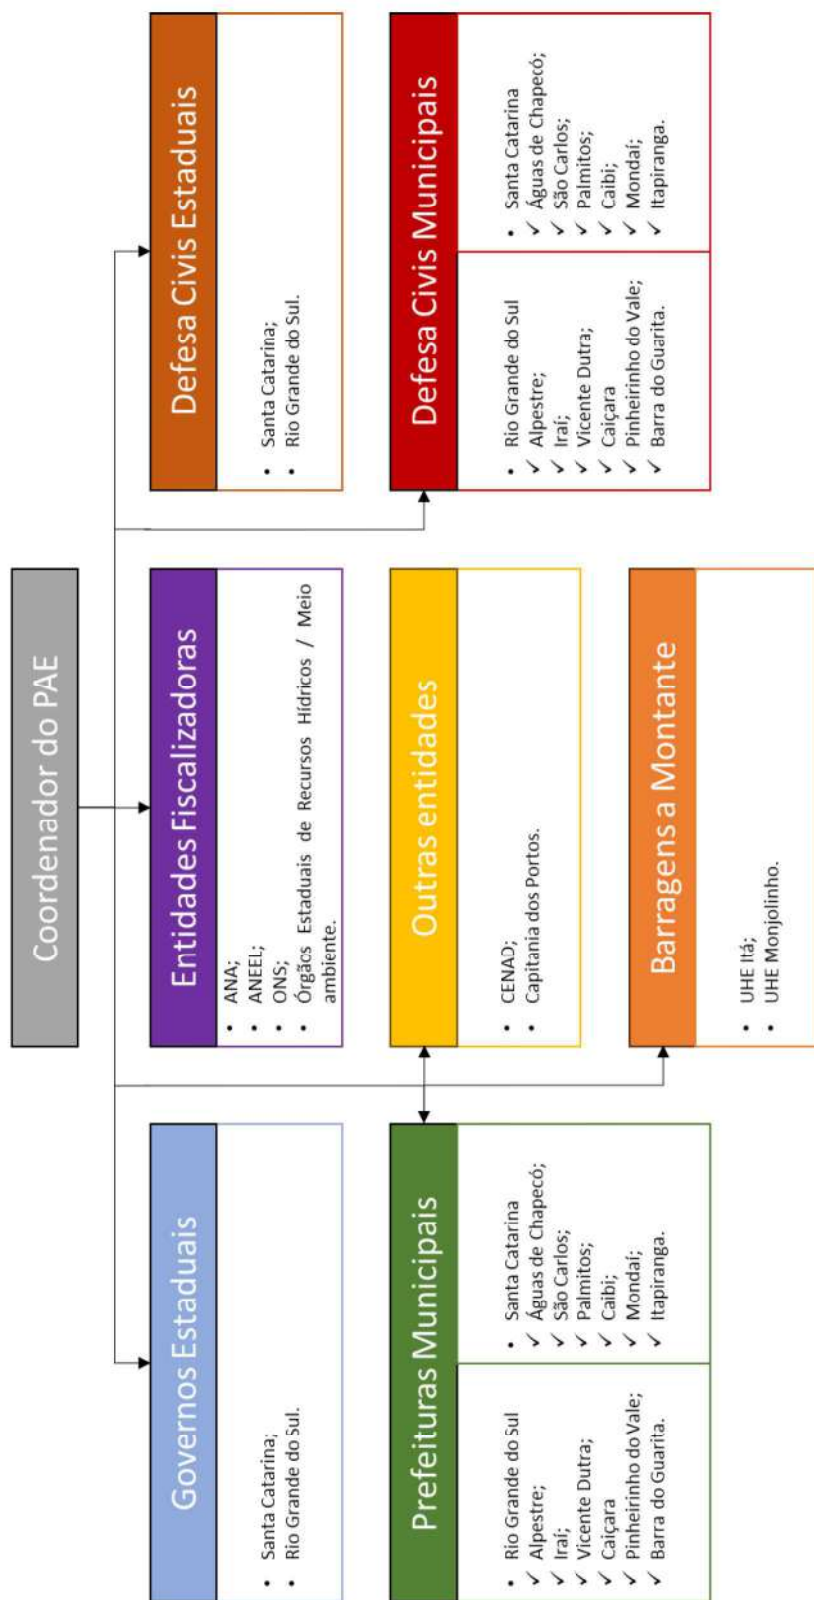 Coordenador do PAE
Governos Estaduais
• Santa Catarina;
• Rio Grande do Sul.
Entidades Fiscalizadoras
• ANA;
• ANEEL;
• ONS;
• Órgãos Estaduais de Recursos Hídricos / Meio
ambiente.
Defesa Civis Estaduais
• Santa Catarina;
• Rio Grande do Sul.
Prefeituras Municipais
• Rio Grande do Sul
✓ Alpestre;
✓ Iraí;
✓ Vicente Dutra;
✓ Caiçara
✓ Pinheirinho do Vale;
✓ Barra do Guarita.
• Santa Catarina
✓ Águas de Chapecó;
✓ São Carlos;
✓ Palmitos;
✓ Caibi;
✓ Mondaí;
✓ Itapiranga.
Outras entidades
• CENAD;
• Capitania dos Portos.
Defesa Civis Municipais
• Rio Grande do Sul
✓ Alpestre;
✓ Iraí;
✓ Vicente Dutra;
✓ Caiçara
✓ Pinheirinho do Vale;
✓ Barra do Guarita.
• Santa Catarina
✓ Águas de Chapecó;
✓ São Carlos;
✓ Palmitos;
✓ Caibi;
✓ Mondaí;
✓ Itapiranga.
Barragens a Montante
• UHE Itá;
• UHE Monjolinho.